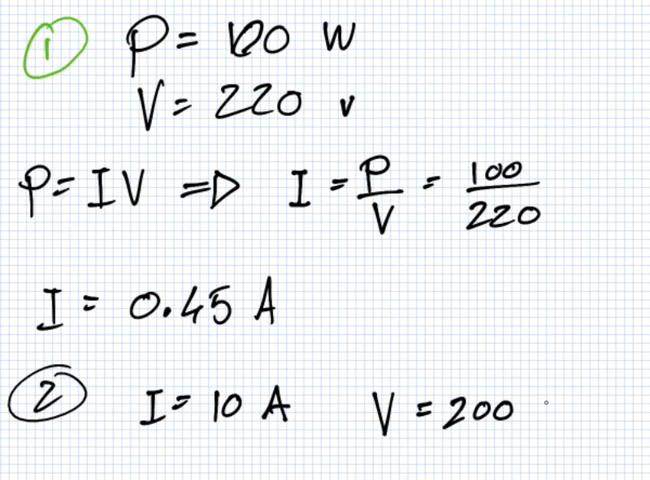 ① P = 100 W
V = 220 v
P = IV ⇒ I = P/V = 100/220
I = 0.45 A
② I = 10 A V = 200